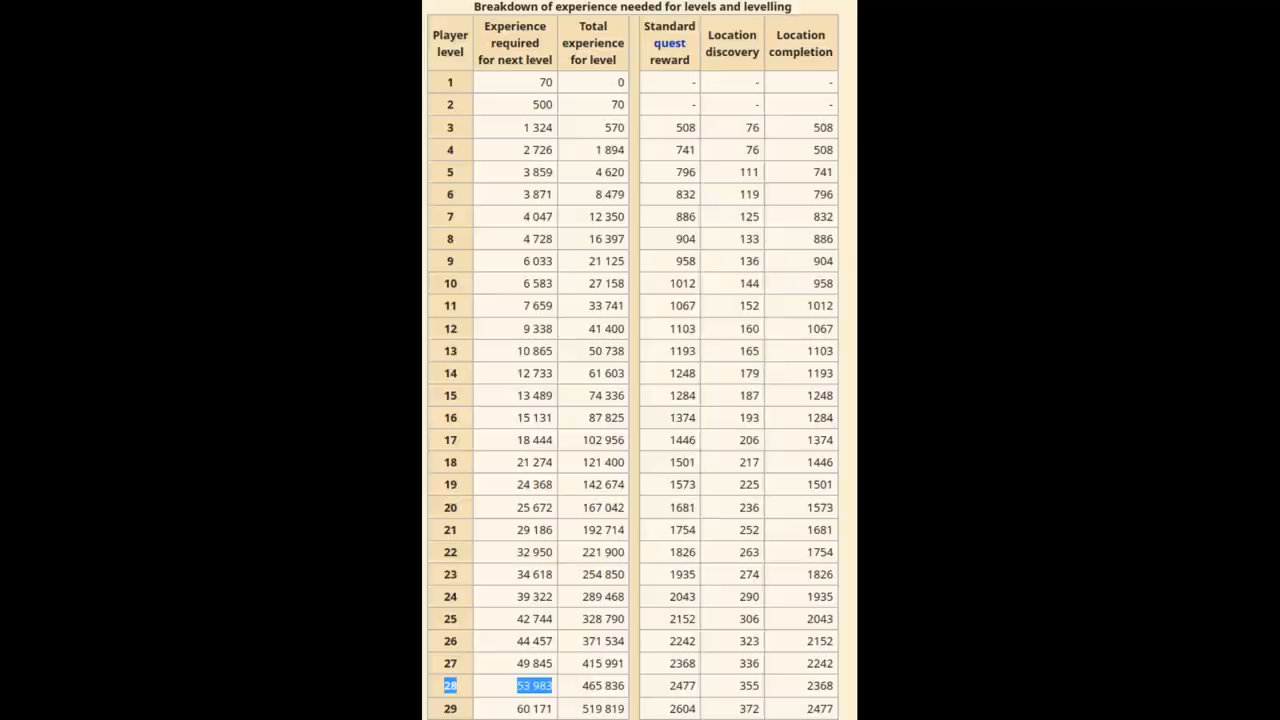 Breakdown of experience needed for levels and levelling
Player level Experience required for next level Total experience for level Standard quest reward Location discovery Location completion
1 70 0 - - -
2 500 70 - - -
3 1 324 570 508 76 508
4 2 726 1 894 741 76 508
5 3 859 4 620 796 111 741
6 3 871 8 479 832 119 796
7 4 047 12 350 886 125 832
8 4 728 16 397 904 133 886
9 6 033 21 125 958 136 904
10 6 583 27 158 1012 144 958
11 7 659 33 741 1067 152 1012
12 9 338 41 400 1103 160 1067
13 10 865 50 738 1193 165 1103
14 12 733 61 603 1248 179 1193
15 13 489 74 336 1284 187 1248
16 15 131 87 825 1374 193 1284
17 18 444 102 956 1446 206 1374
18 21 274 121 400 1501 217 1446
19 24 368 142 674 1573 225 1501
20 25 672 167 042 1681 236 1573
21 29 186 192 714 1754 252 1681
22 32 950 221 900 1826 263 1754
23 34 618 254 850 1935 274 1826
24 39 322 289 468 2043 290 1935
25 42 744 328 790 2152 306 2043
26 44 457 371 534 2242 323 2152
27 49 845 415 991 2368 336 2242
28 53 983 465 836 2477 355 2368
29 60 171 519 819 2604 372 2477